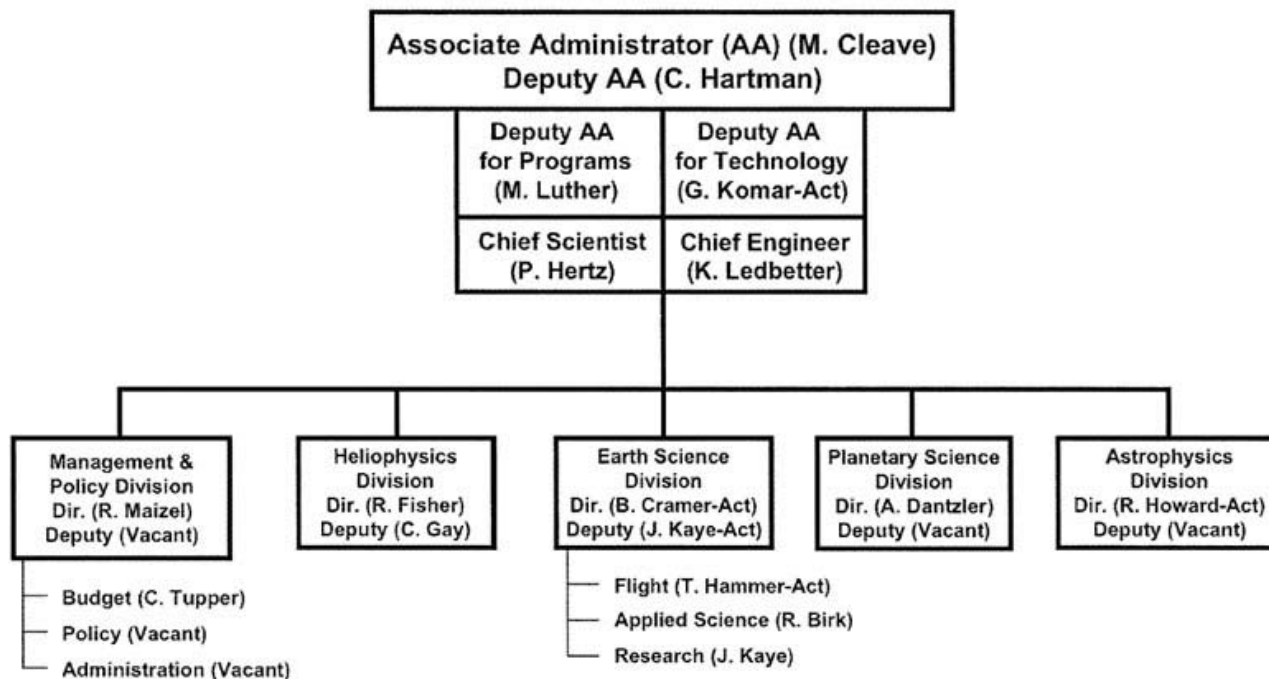 Associate Administrator (AA) (M. Cleave)
Deputy AA (C. Hartman)
Deputy AA
for Programs
(M. Luther)
Deputy AA
for Technology
(G. Komar-Act)
Chief Scientist
(P. Hertz)
Chief Engineer
(K. Ledbetter)
Management &
Policy Division
Dir. (R. Maizel)
Deputy (Vacant)
Budget (C. Tupper)
Policy (Vacant)
Administration (Vacant)
Heliophysics
Division
Dir. (R. Fisher)
Deputy (C. Gay)
Earth Science
Division
Dir. (B. Cramer-Act)
Deputy (J. Kaye-Act)
Flight (T. Hammer-Act)
Applied Science (R. Birk)
Research (J. Kaye)
Planetary Science
Division
Dir. (A. Dantzler)
Deputy (Vacant)
Astrophysics
Division
Dir. (R. Howard-Act)
Deputy (Vacant)